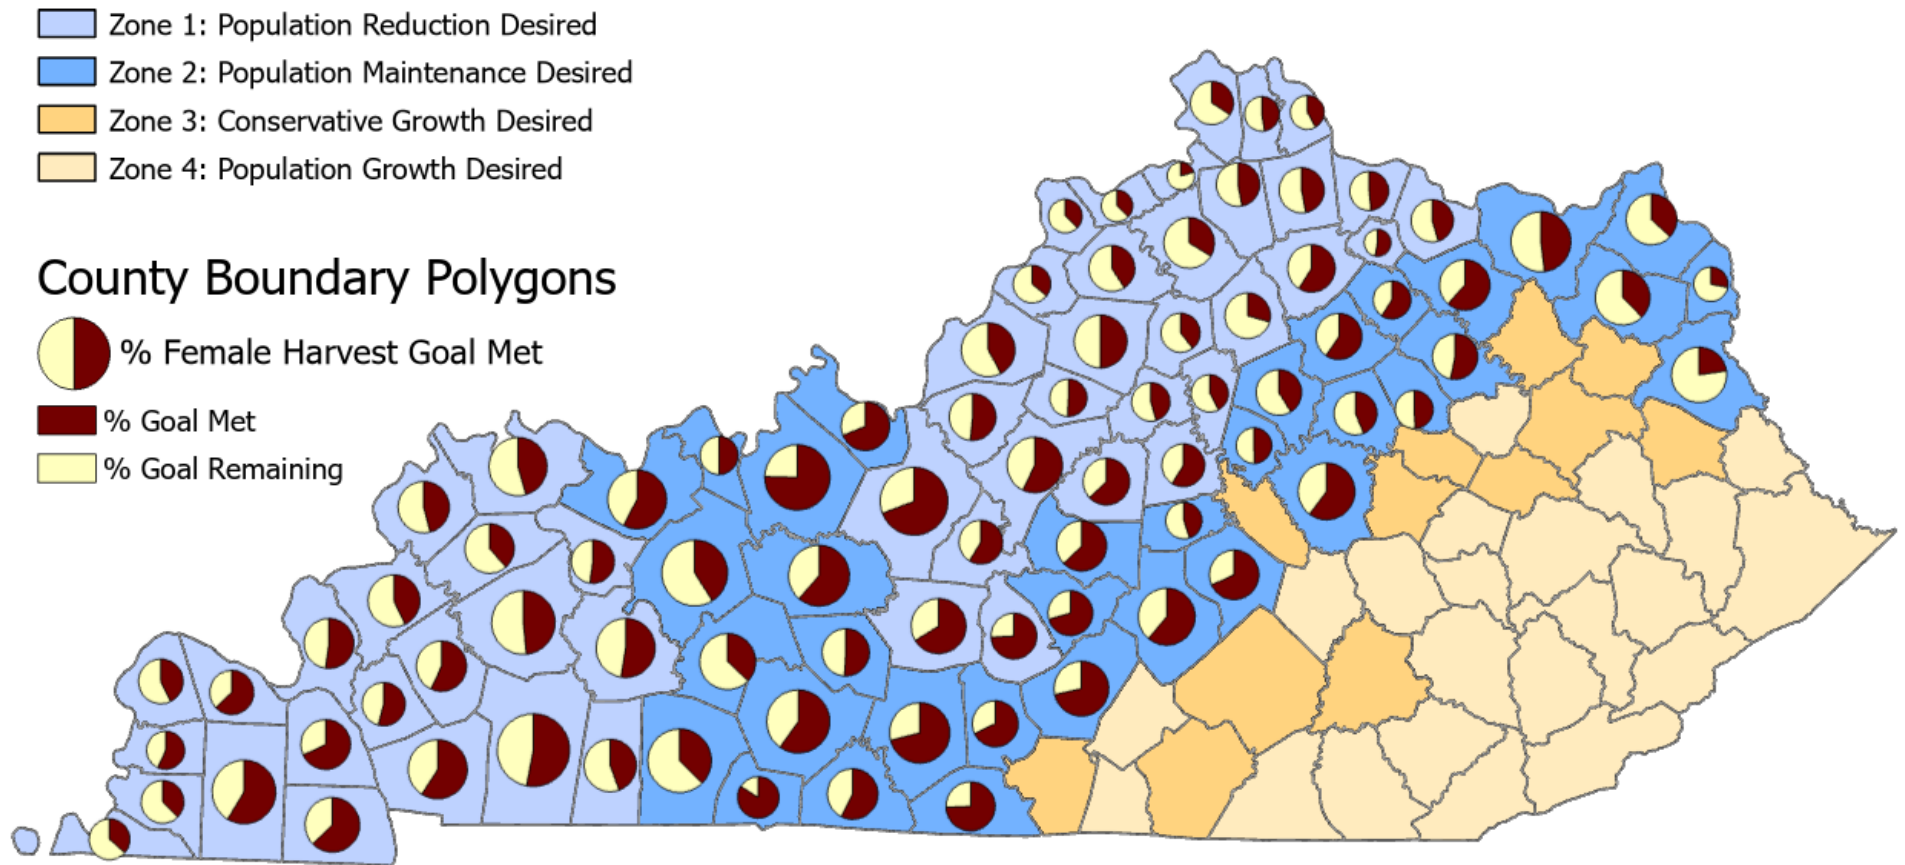 Zone 1: Population Reduction Desired
Zone 2: Population Maintenance Desired
Zone 3: Conservative Growth Desired
Zone 4: Population Growth Desired
County Boundary Polygons
% Female Harvest Goal Met
% Goal Met
% Goal Remaining